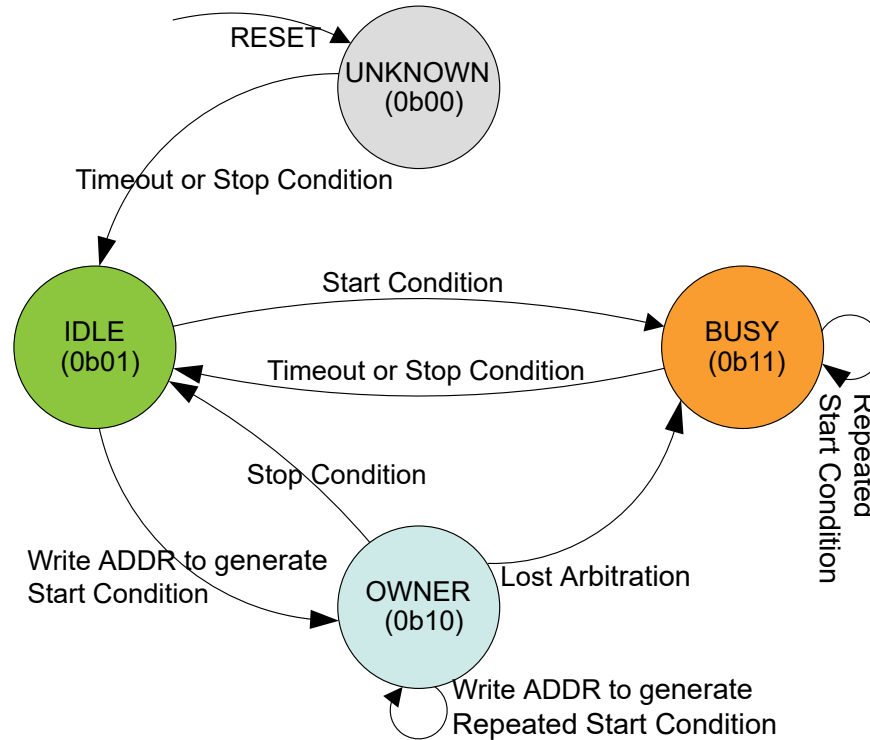 RESET
UNKNOWN
(0b00)
Timeout or Stop Condition
Start Condition
IDLE
(0b01)
BUSY
(0b11)
Timeout or Stop Condition
Repeated
Start Condition
Stop Condition
Write ADDR to generate
Start Condition
Lost Arbitration
OWNER
(0b10)
Write ADDR to generate
Repeated Start Condition